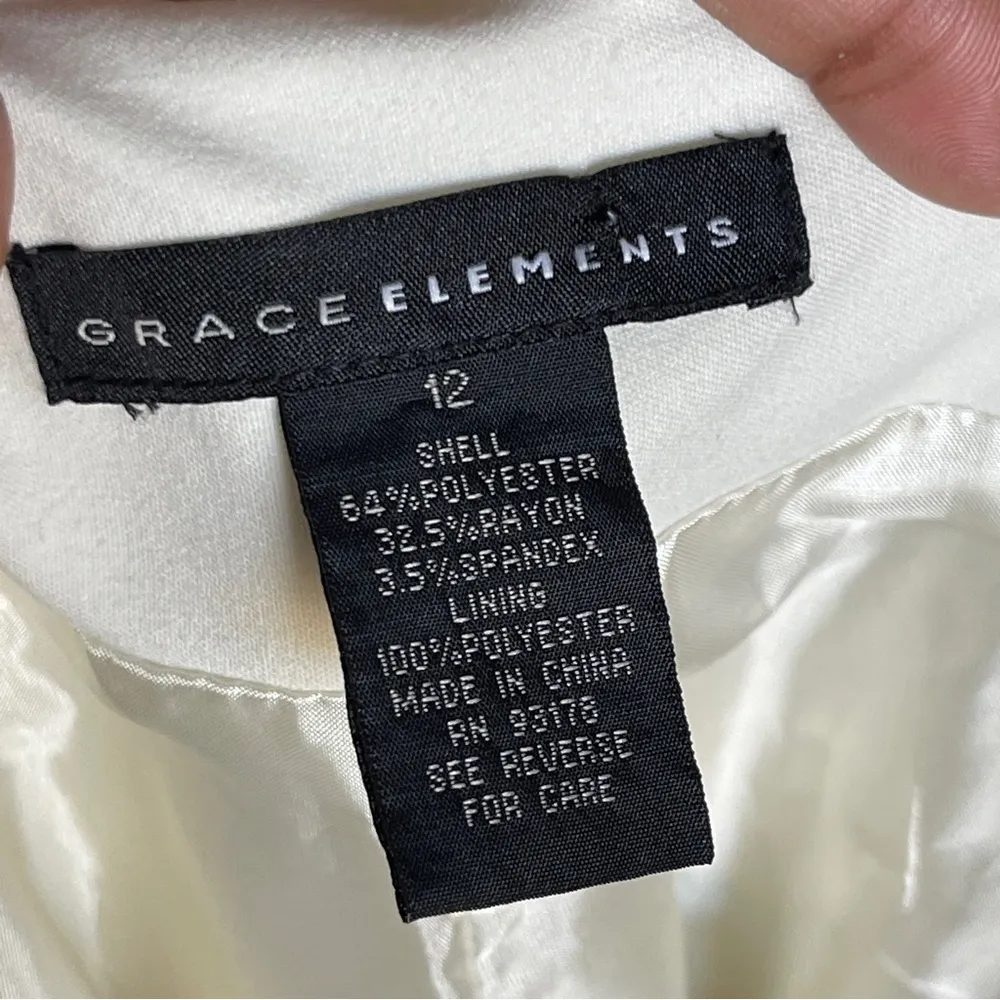 GRACE ELEMENTS
12
SHELL
64%POLYESTER
32.5%RAYON
3.5%SPANDEX
LINING
100%POLYESTER
MADE IN CHINA
RN 93178
SEE REVERSE
FOR CARE